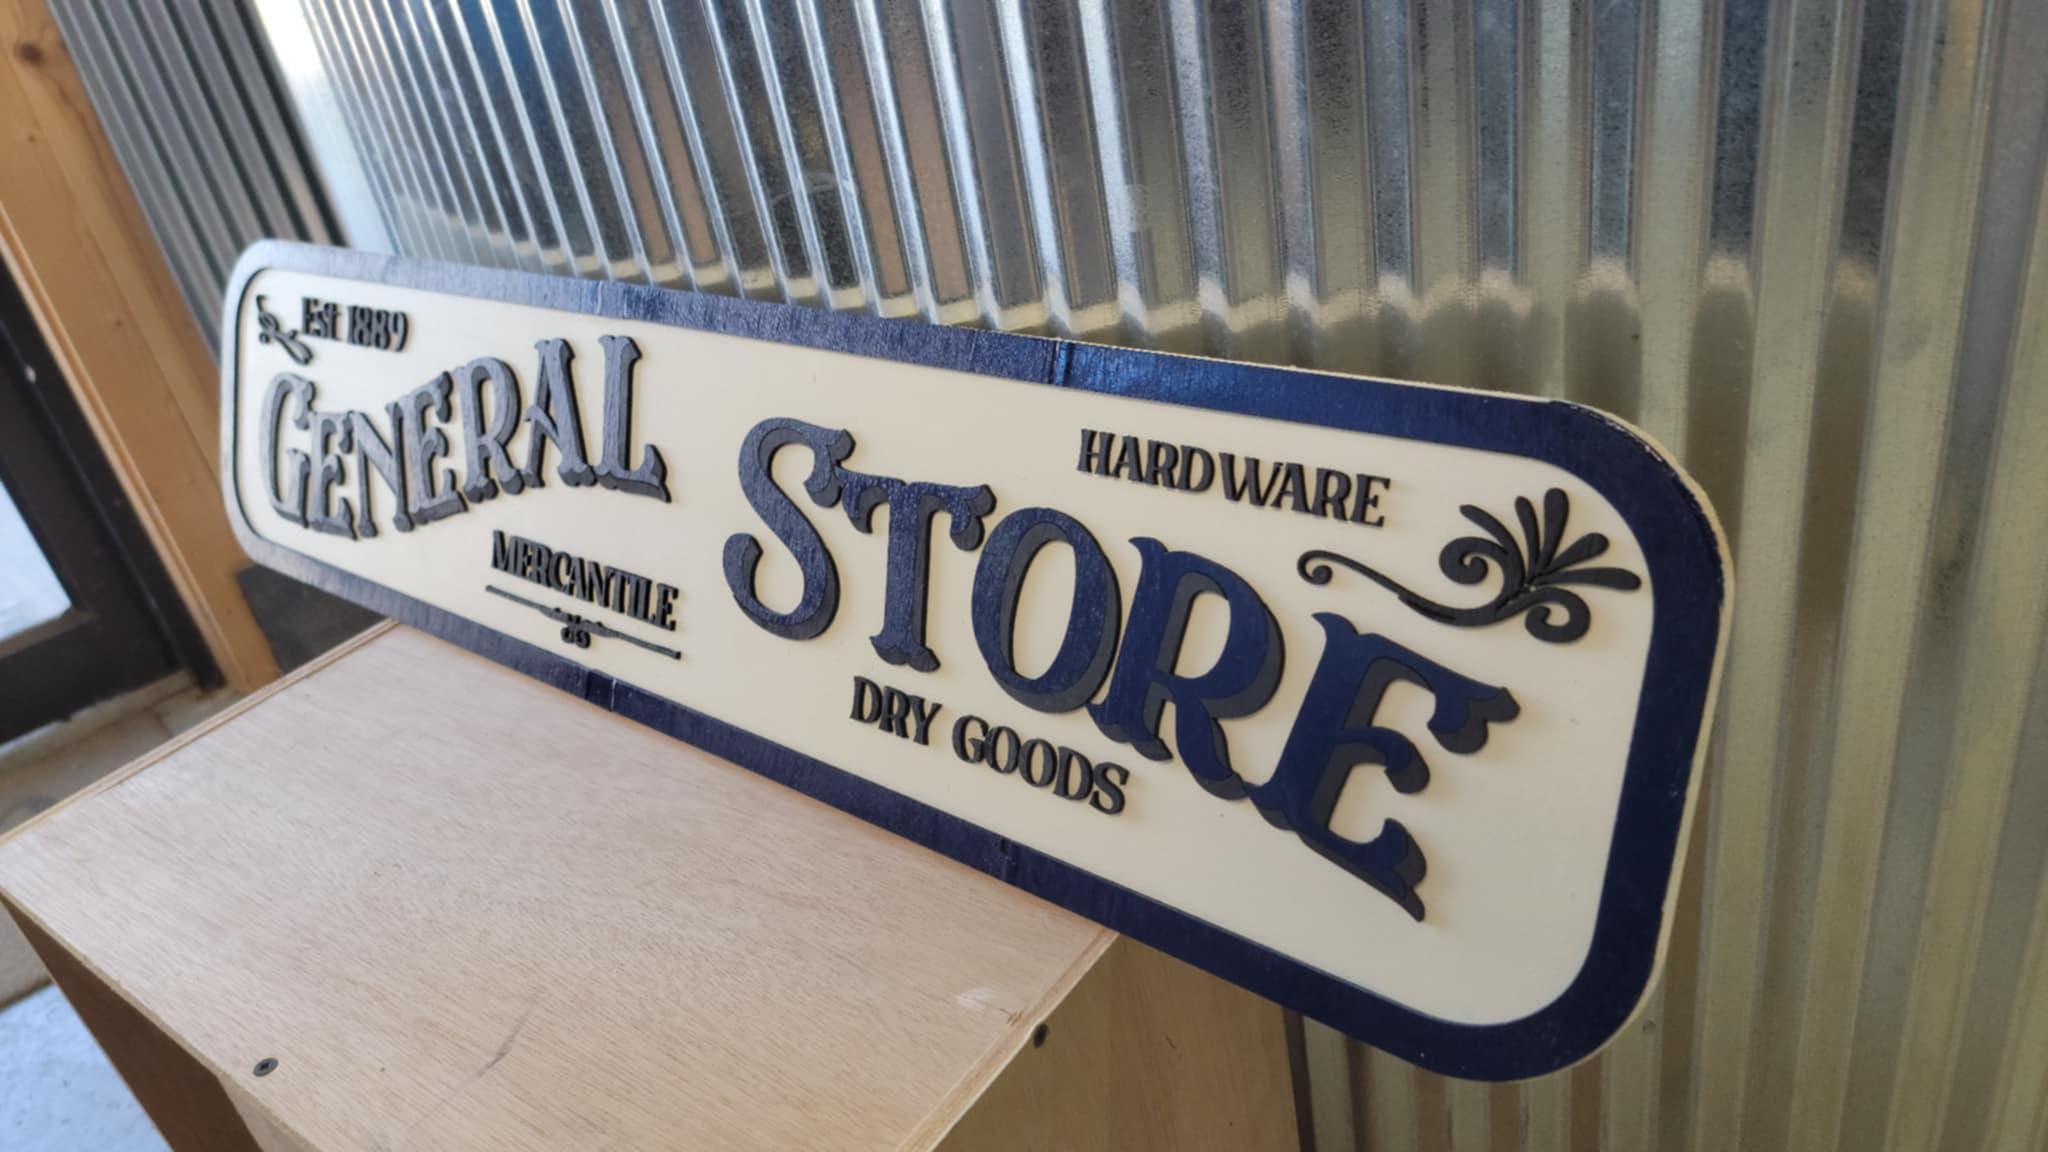 Est 1889
GENERAL
MERCANTILE
STORE
HARDWARE
DRY GOODS